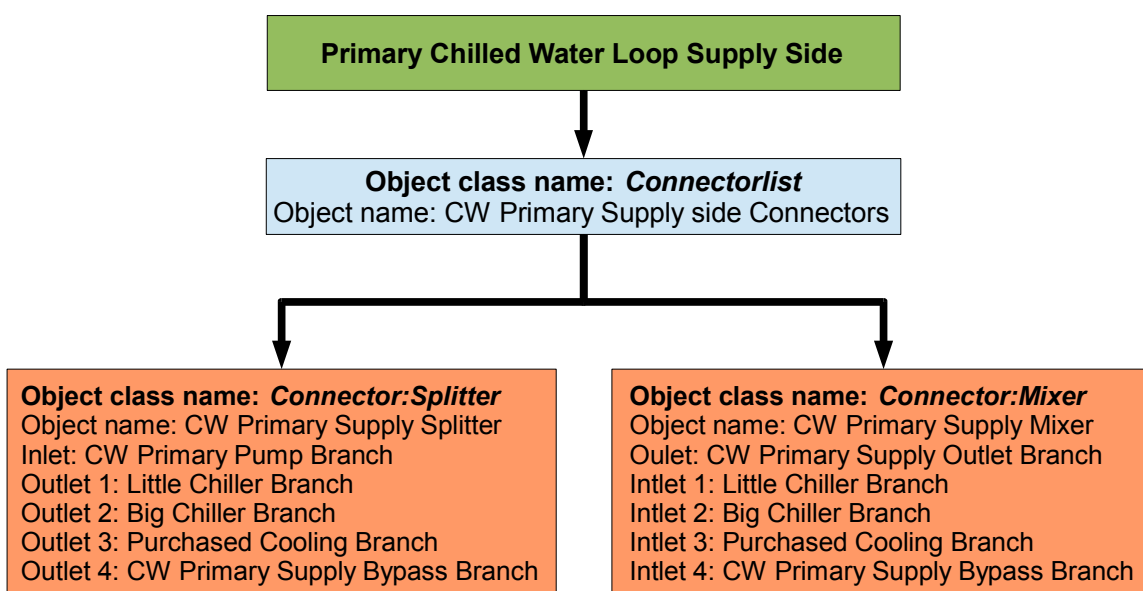 Primary Chilled Water Loop Supply Side
Object class name: Connectorlist
Object name: CW Primary Supply side Connectors
Object class name: Connector:Splitter
Object name: CW Primary Supply Splitter
Inlet: CW Primary Pump Branch
Outlet 1: Little Chiller Branch
Outlet 2: Big Chiller Branch
Outlet 3: Purchased Cooling Branch
Outlet 4: CW Primary Supply Bypass Branch
Object class name: Connector:Mixer
Object name: CW Primary Supply Mixer
Oulet: CW Primary Supply Outlet Branch
Intlet 1: Little Chiller Branch
Intlet 2: Big Chiller Branch
Intlet 3: Purchased Cooling Branch
Intlet 4: CW Primary Supply Bypass Branch